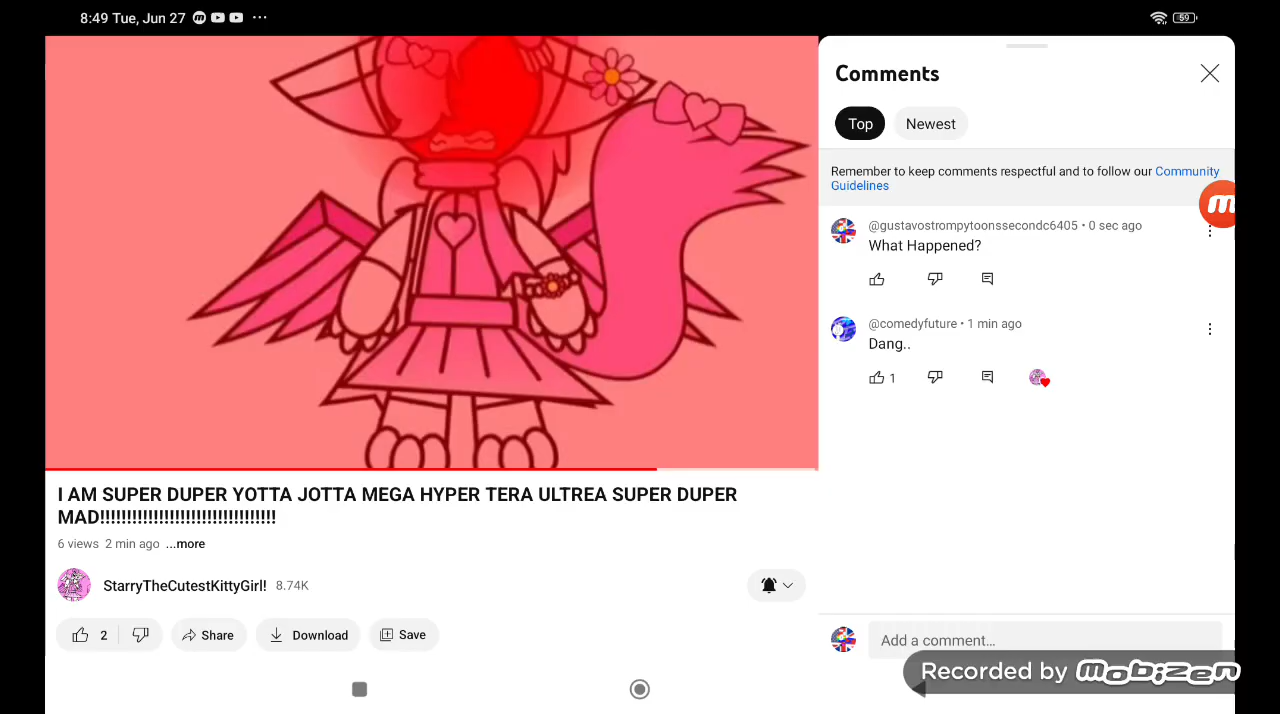 8:49 Tue, Jun 27
59
Comments
Top
Newest
Remember to keep comments respectful and to follow our Community
Guidelines
@gustavostrompytoonssecondc6405 • 0 sec ago
What Happened?
@comedyfuture • 1 min ago
Dang..
1
I AM SUPER DUPER YOTTA JOTTA MEGA HYPER TERA ULTREA SUPER DUPER
MAD!!!!!!!!!!!!!!!!!!!!!!!!!!!!!!!!!
6 views 2 min ago ...more
StarryTheCutestKittyGirl! 8.74K
2
Share
Download
Save
Add a comment...
Recorded by mobizen